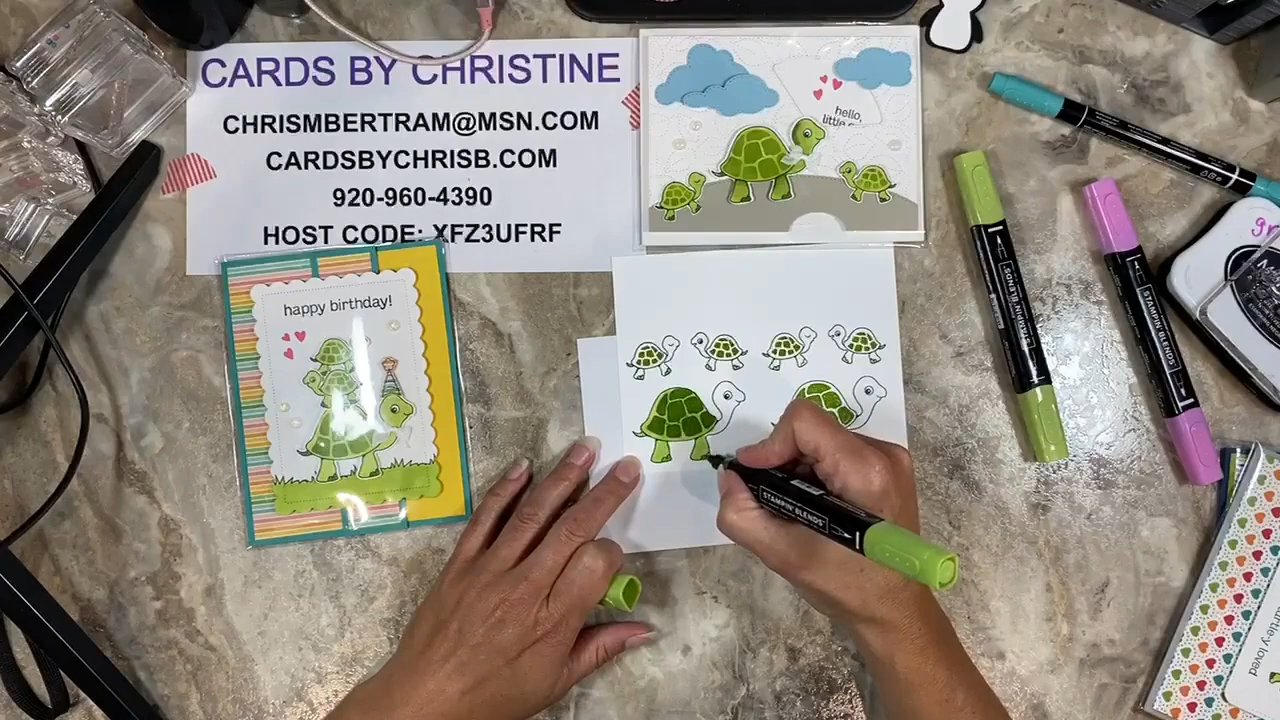 CARDS BY CHRISTINE
CHRISMBERTRAM@MSN.COM
CARDSBYCHRISB.COM
920-960-4390
HOST CODE: XFZ3UFRF
hello,
happy birthday!
STAMPIN' BLENDS
STAMPIN' BLENDS
STAMPIN' BLENDS
loved